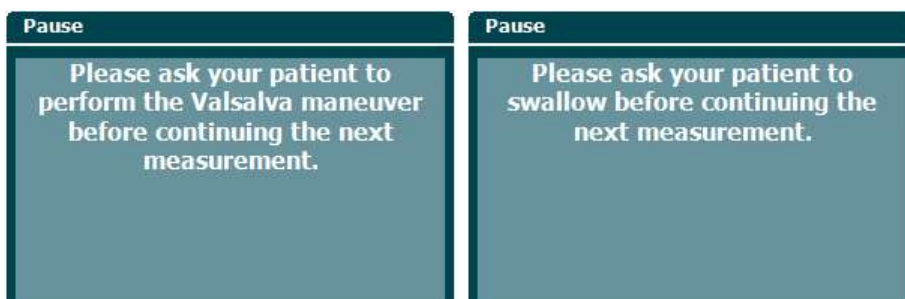 Pause
Please ask your patient to
perform the Valsalva maneuver
before continuing the next
measurement.
Pause
Please ask your patient to
swallow before continuing the
next measurement.